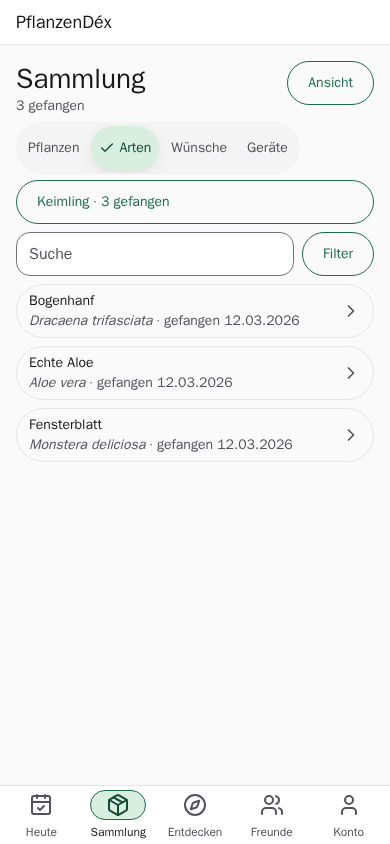 PflanzenDéx
Sammlung
Ansicht
3 gefangen
Pflanzen
Arten
Wünsche
Geräte
Keimling · 3 gefangen
Suche
Filter
Bogenhanf
Dracaena trifasciata · gefangen 12.03.2026
Echte Aloe
Aloe vera · gefangen 12.03.2026
Fensterblatt
Monstera deliciosa · gefangen 12.03.2026
Heute
Sammlung
Entdecken
Freunde
Konto